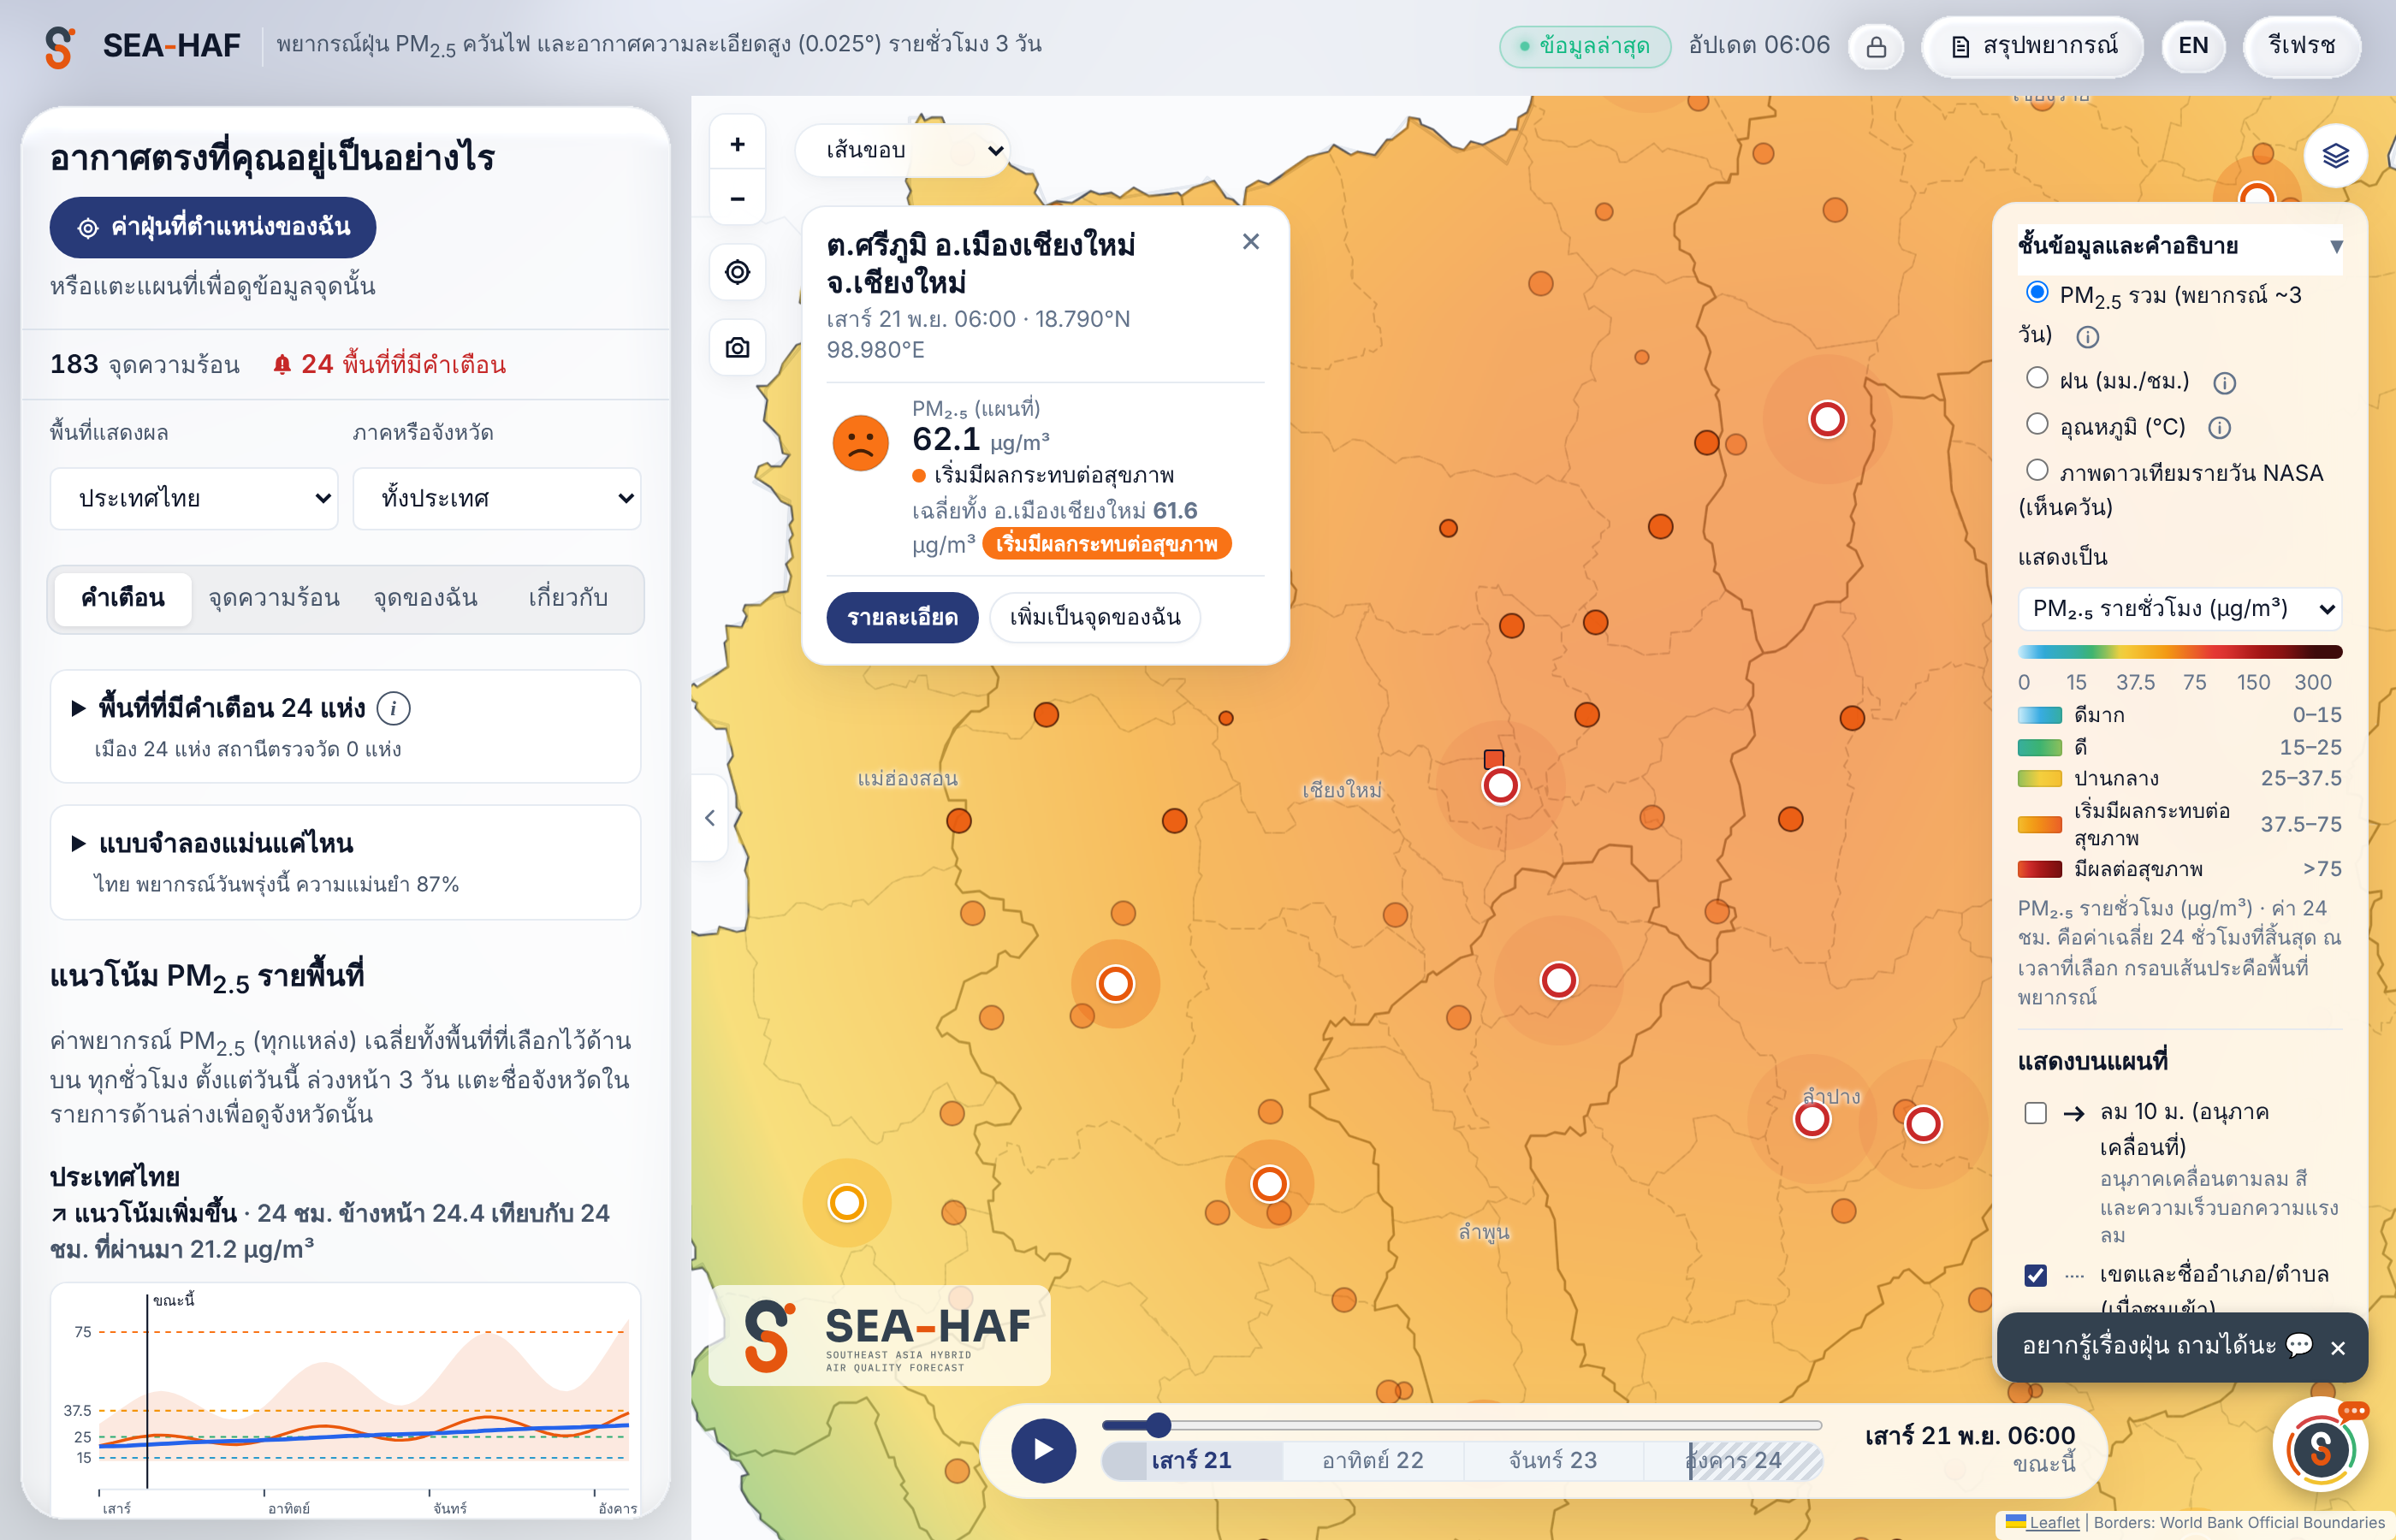 SEA-HAF
พยากรณ์ฝุ่น PM2.5 ควันไฟ และอากาศความละเอียดสูง (0.025°) รายชั่วโมง 3 วัน
ข้อมูลล่าสุด
อัปเดต 06:06
สรุปพยากรณ์
EN
รีเฟรช
อากาศตรงที่คุณอยู่เป็นอย่างไร
ค่าฝุ่นที่ตำแหน่งของฉัน
หรือแตะแผนที่เพื่อดูข้อมูลจุดนั้น
183 จุดความร้อน 24 พื้นที่ที่มีคำเตือน
พื้นที่แสดงผล ภาคหรือจังหวัด
ประเทศไทย ทั้งประเทศ
คำเตือน จุดความร้อน จุดของฉัน เกี่ยวกับ
พื้นที่ที่มีคำเตือน 24 แห่ง i
เมือง 24 แห่ง สถานีตรวจวัด 0 แห่ง
แบบจำลองแม่นแค่ไหน
ไทย พยากรณ์วันพรุ่งนี้ ความแม่นยำ 87%
แนวโน้ม PM2.5 รายพื้นที่
ค่าพยากรณ์ PM2.5 (ทุกแหล่ง) เฉลี่ยทั้งพื้นที่ที่เลือกไว้ด้าน
บน ทุกชั่วโมง ตั้งแต่วันนี้ ล่วงหน้า 3 วัน แตะชื่อจังหวัดใน
รายการด้านล่างเพื่อดูจังหวัดนั้น
ประเทศไทย
↗ แนวโน้มเพิ่มขึ้น · 24 ชม. ข้างหน้า 24.4 เทียบกับ 24
ชม. ที่ผ่านมา 21.2 µg/m³
ขณะนี้
75
37.5
25
15
เสาร์ อาทิตย์ จันทร์ อังคาร
+
−
เส้นขอบ
ต.ศรีภูมิ อ.เมืองเชียงใหม่
จ.เชียงใหม่
เสาร์ 21 พ.ย. 06:00 · 18.790°N
98.980°E
PM₂.₅ (แผนที่)
62.1 µg/m³
เริ่มมีผลกระทบต่อสุขภาพ
เฉลี่ยทั้ง อ.เมืองเชียงใหม่ 61.6
µg/m³ เริ่มมีผลกระทบต่อสุขภาพ
รายละเอียด เพิ่มเป็นจุดของฉัน
เชียงราย
แม่ฮ่องสอน
เชียงใหม่
ลำปาง
ลำพูน
SEA-HAF
SOUTHEAST ASIA HYBRID
AIR QUALITY FORECAST
เสาร์ 21 อาทิตย์ 22 จันทร์ 23 อังคาร 24
เสาร์ 21 พ.ย. 06:00
ขณะนี้
ชั้นข้อมูลและคำอธิบาย ▼
PM2.5 รวม (พยากรณ์ ~3
วัน) i
ฝน (มม./ชม.) i
อุณหภูมิ (°C) i
ภาพดาวเทียมรายวัน NASA
(เห็นควัน)
แสดงเป็น
PM₂.₅ รายชั่วโมง (µg/m³)
0 15 37.5 75 150 300
ดีมาก 0–15
ดี 15–25
ปานกลาง 25–37.5
เริ่มมีผลกระทบต่อ
สุขภาพ 37.5–75
มีผลต่อสุขภาพ >75
PM₂.₅ รายชั่วโมง (µg/m³) · ค่า 24
ชม. คือค่าเฉลี่ย 24 ชั่วโมงที่สิ้นสุด ณ
เวลาที่เลือก กรอบเส้นประคือพื้นที่
พยากรณ์
แสดงบนแผนที่
ลม 10 ม. (อนุภาค
เคลื่อนที่)
อนุภาคเคลื่อนตามลม สี
และความเร็วบอกความแรง
ลม
เขตและชื่ออำเภอ/ตำบล
(เมื่อซูมเข้า)
อยากรู้เรื่องฝุ่น ถามได้นะ 💬 ×
Leaflet | Borders: World Bank Official Boundaries